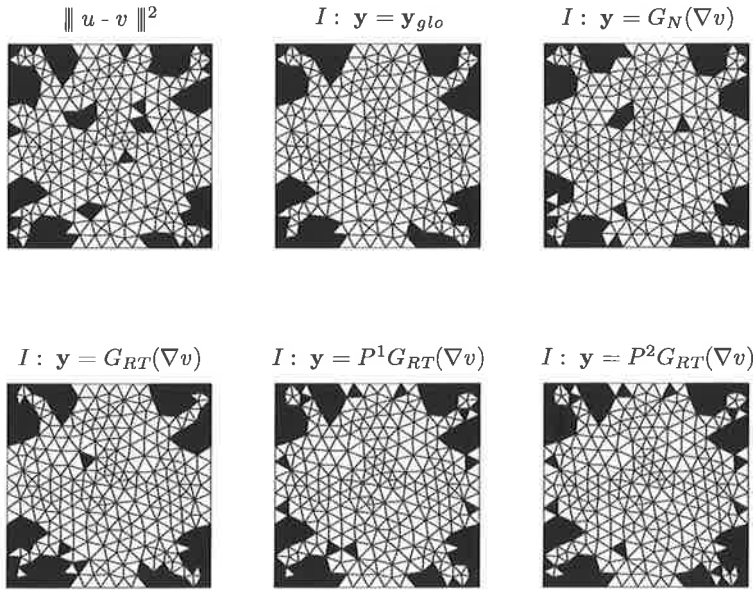 ||| u - v |||²
I : y = y_glo
I : y = G_N(∇v)
I : y = G_RT(∇v)
I : y = P¹G_RT(∇v)
I : y = P²G_RT(∇v)